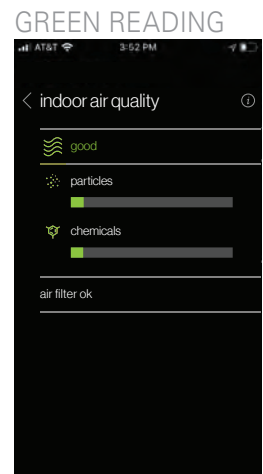 GREEN READING
AT&T 3:52 PM
indoor air quality
good
particles
chemicals
air filter ok